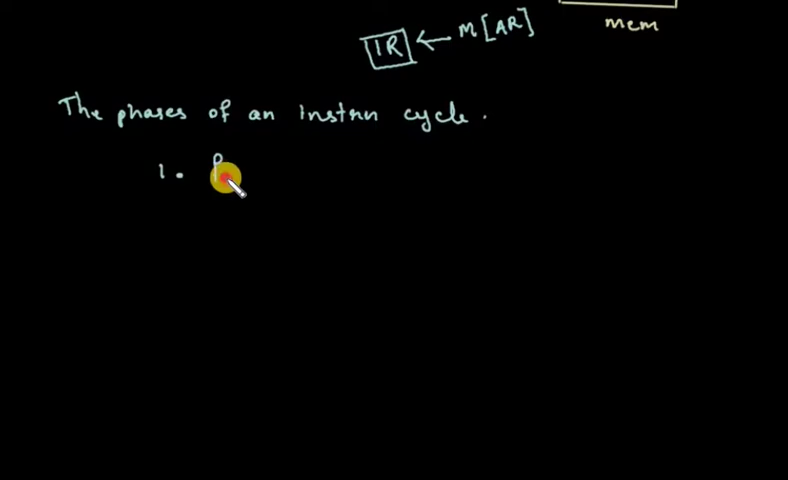 mem
IR ← M[AR]
The phases of an instrn cycle.
1. f